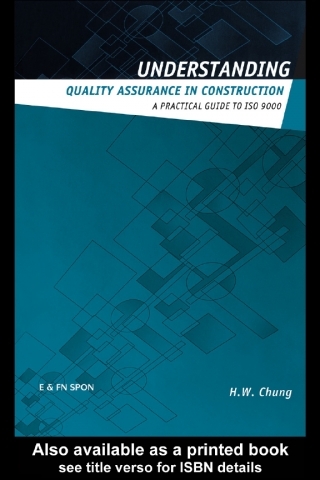 UNDERSTANDING
QUALITY ASSURANCE IN CONSTRUCTION
A PRACTICAL GUIDE TO ISO 9000
E & FN SPON
H.W. Chung
Also available as a printed book
see title verso for ISBN details